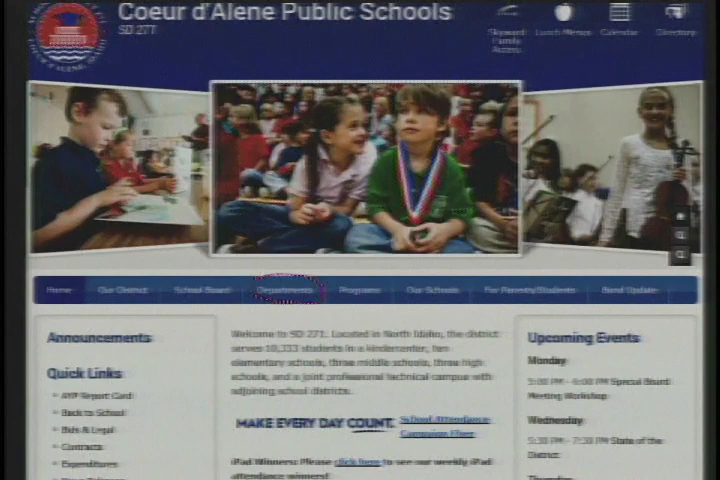 Coeur d'Alene Public Schools
SD 271
Skyward Family Access
Lunch Menus
Calendar
Directory
Home
Our District
School Board
Departments
Programs
Our Schools
For Parents/Students
Bond Update
Announcements
Quick Links
AYP Report Card
Back to School
Bids & Legal
Contracts
Expenditures
Welcome to SD 271. Located in North Idaho, the district
serves 10,333 students in a kindercenter, ten
elementary schools, three middle schools, three high
schools, and a joint professional technical campus with
adjoining school districts.
MAKE EVERY DAY COUNT.
School Attendance
Campaign Flyer
iPad Winners: Please click here to see our weekly iPad
attendance winners!
Upcoming Events
Monday
5:00 PM - 6:00 PM Special Board
Meeting Workshop
Wednesday
5:30 PM - 7:30 PM State of the
District
Thursday